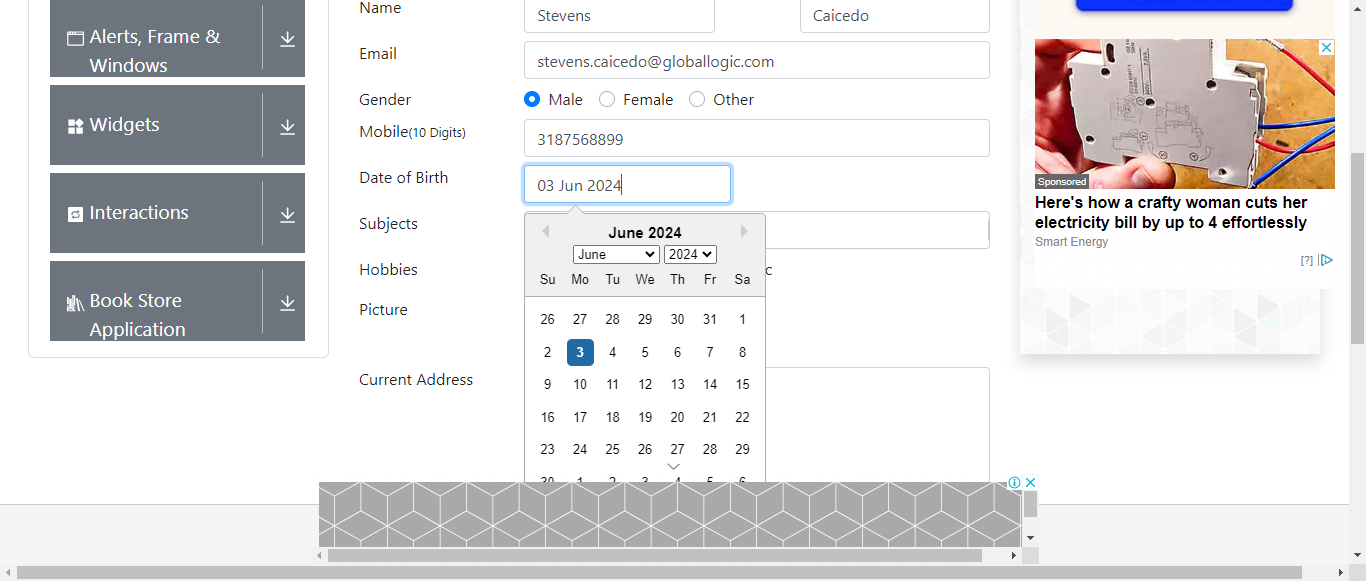 Name
Stevens
Caicedo
Alerts, Frame &
Windows
Email
stevens.caicedo@globallogic.com
Gender
Male
Female
Other
Widgets
Mobile(10 Digits)
3187568899
Date of Birth
03 Jun 2024
Interactions
Subjects
June 2024
June
2024
Hobbies
c
Su Mo Tu We Th Fr Sa
Book Store
Application
Picture
26 27 28 29 30 31 1
2 3 4 5 6 7 8
Current Address
9 10 11 12 13 14 15
16 17 18 19 20 21 22
23 24 25 26 27 28 29
30 1 2 3 4 5 6
Sponsored
Here's how a crafty woman cuts her
electricity bill by up to 4 effortlessly
Smart Energy
[?]